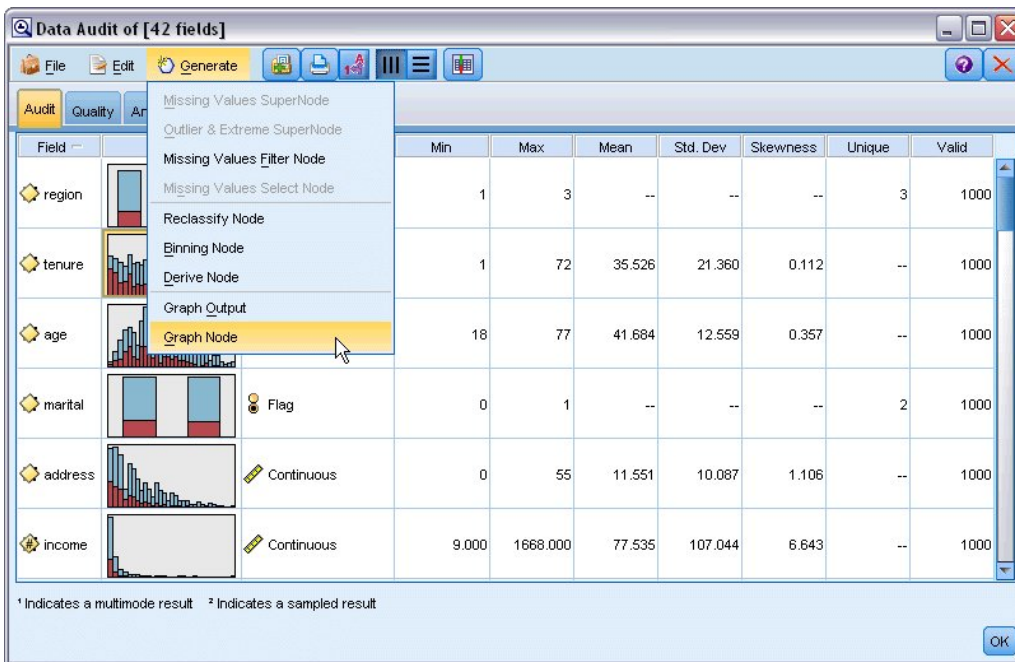 Data Audit of [42 fields]
File Edit Generate
Audit Quality An
Missing Values SuperNode
Outlier & Extreme SuperNode
Missing Values Filter Node
Missing Values Select Node
Reclassify Node
Binning Node
Derive Node
Graph Output
Graph Node
Field Min Max Mean Std. Dev Skewness Unique Valid
region 1 3 -- -- -- 3 1000
tenure 1 72 35.526 21.360 0.112 -- 1000
age 18 77 41.684 12.559 0.357 -- 1000
marital Flag 0 1 -- -- -- 2 1000
address Continuous 0 55 11.551 10.087 1.106 -- 1000
income Continuous 9.000 1668.000 77.535 107.044 6.643 -- 1000
¹ Indicates a multimode result ² Indicates a sampled result
OK